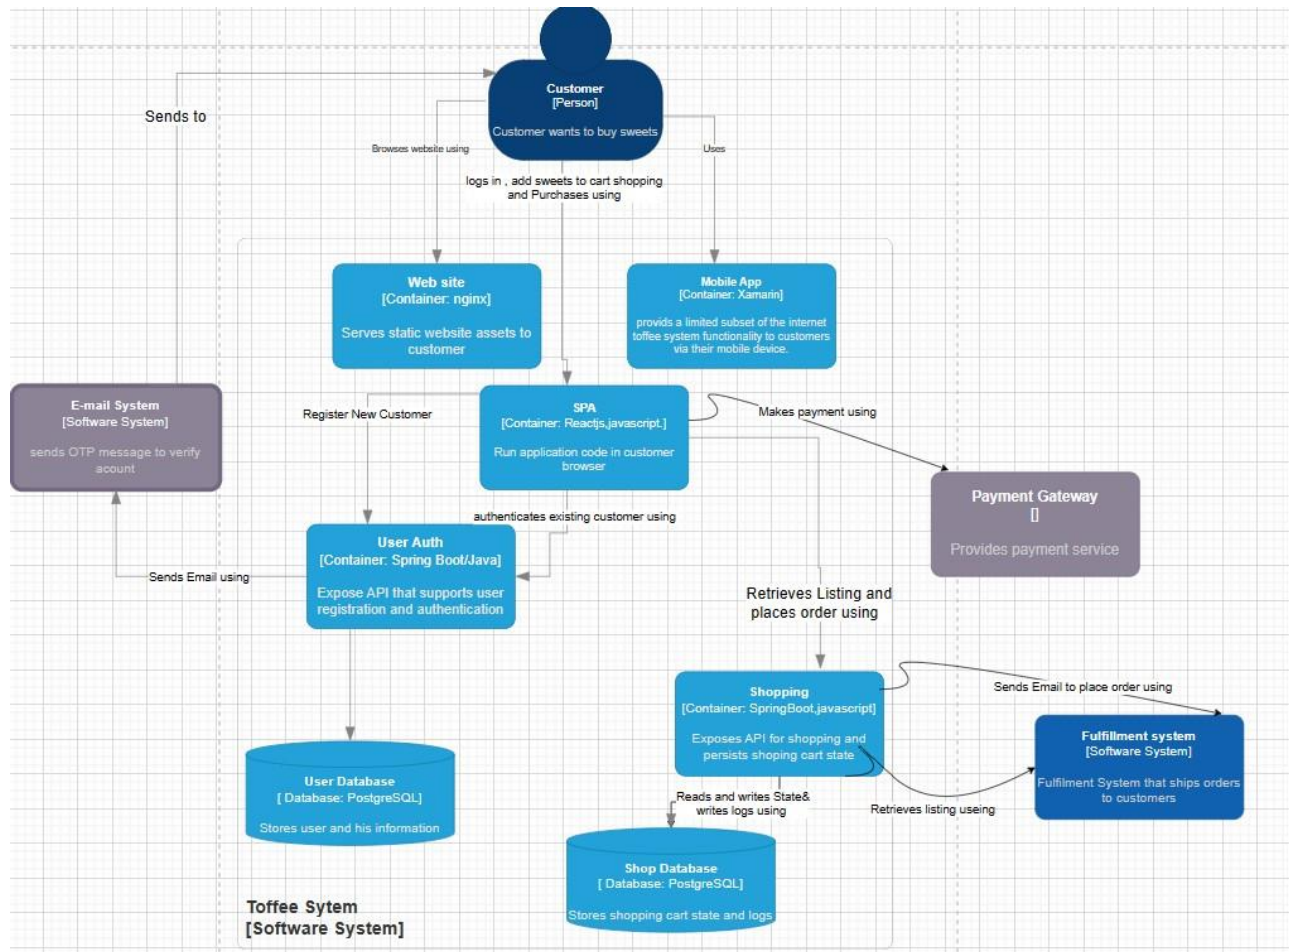 Customer
[Person]
Customer wants to buy sweets
Sends to
Browses website using
Uses
logs in , add sweets to cart shopping
and Purchases using
Web site
[Container: nginx]
Serves static website assets to
customer
Mobile App
[Container: Xamarin]
provids a limited subset of the internet
toffee system functionality to customers
via their mobile device.
E-mail System
[Software System]
sends OTP message to verify
acount
Register New Customer
SPA
[Container: Reactjs,javascript.]
Run application code in customer
browser
Makes payment using
Payment Gateway
[]
Provides payment service
authenticates existing customer using
User Auth
[Container: Spring Boot/Java]
Expose API that supports user
registration and authentication
Sends Email using
Retrieves Listing and
places order using
Shopping
[Container: SpringBoot,javascript]
Exposes API for shopping and
persists shoping cart state
Sends Email to place order using
Fulfillment system
[Software System]
Fulfilment System that ships orders
to customers
Retrieves listing useing
Reads and writes State&
writes logs using
User Database
[ Database: PostgreSQL]
Stores user and his information
Shop Database
[ Database: PostgreSQL]
Stores shopping cart state and logs
Toffee Sytem
[Software System]